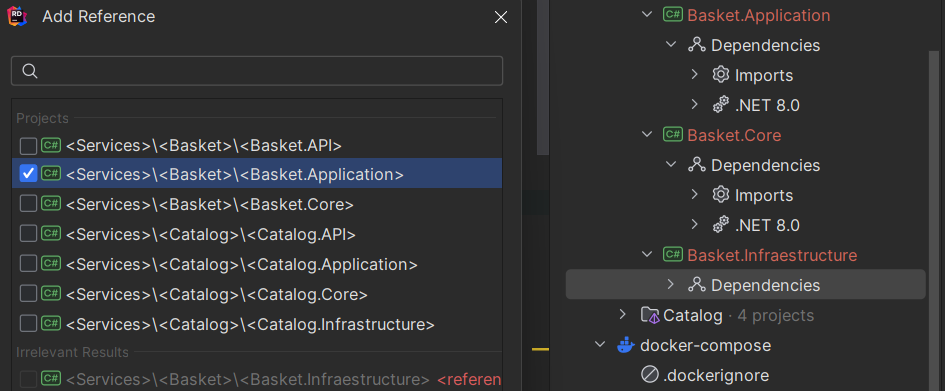 RD
Add Reference
Projects
C# <Services>\<Basket>\<Basket.API>
C# <Services>\<Basket>\<Basket.Application>
C# <Services>\<Basket>\<Basket.Core>
C# <Services>\<Catalog>\<Catalog.API>
C# <Services>\<Catalog>\<Catalog.Application>
C# <Services>\<Catalog>\<Catalog.Core>
C# <Services>\<Catalog>\<Catalog.Infrastructure>
Irrelevant Results
C# <Services>\<Basket>\<Basket.Infraestructure> <referen
C# Basket.Application
Dependencies
Imports
.NET 8.0
C# Basket.Core
Dependencies
Imports
.NET 8.0
C# Basket.Infraestructure
Dependencies
Catalog · 4 projects
docker-compose
.dockerignore